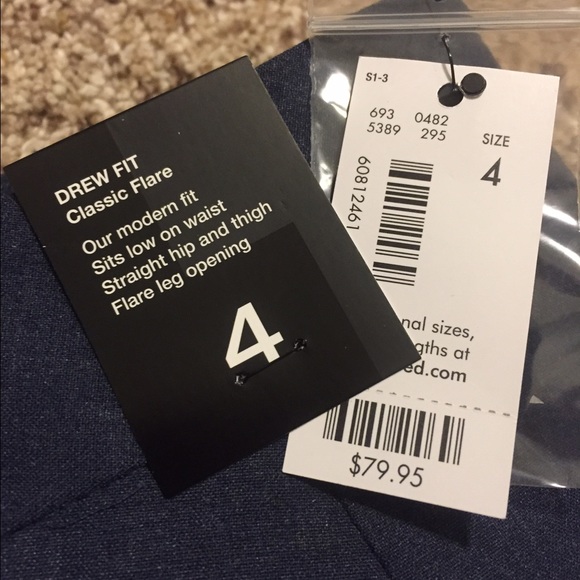 DREW FIT
Classic Flare
Our modern fit
Sits low on waist
Straight hip and thigh
Flare leg opening
4
S1-3
693 0482
5389 295
SIZE
4
60812461
nal sizes,
gths at
ed.com
$79.95